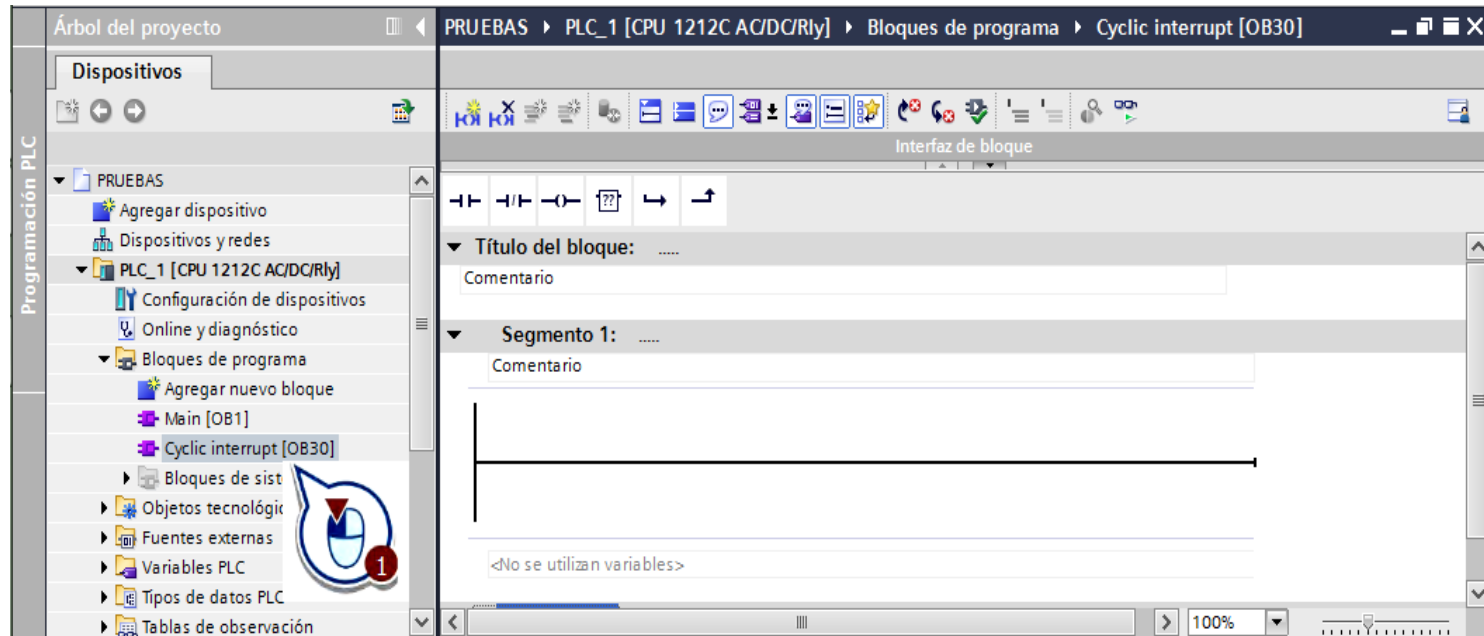 Programación PLC
Árbol del proyecto
Dispositivos
PRUEBAS
Agregar dispositivo
Dispositivos y redes
PLC_1 [CPU 1212C AC/DC/Rly]
Configuración de dispositivos
Online y diagnóstico
Bloques de programa
Agregar nuevo bloque
Main [OB1]
Cyclic interrupt [OB30]
Bloques de sist
Objetos tecnológic
Fuentes externas
Variables PLC
Tipos de datos PLC
Tablas de observación
1
PRUEBAS PLC_1 [CPU 1212C AC/DC/Rly] Bloques de programa Cyclic interrupt [OB30]
Interfaz de bloque
??
Título del bloque: .....
Comentario
Segmento 1: .....
Comentario
<No se utilizan variables>
100%